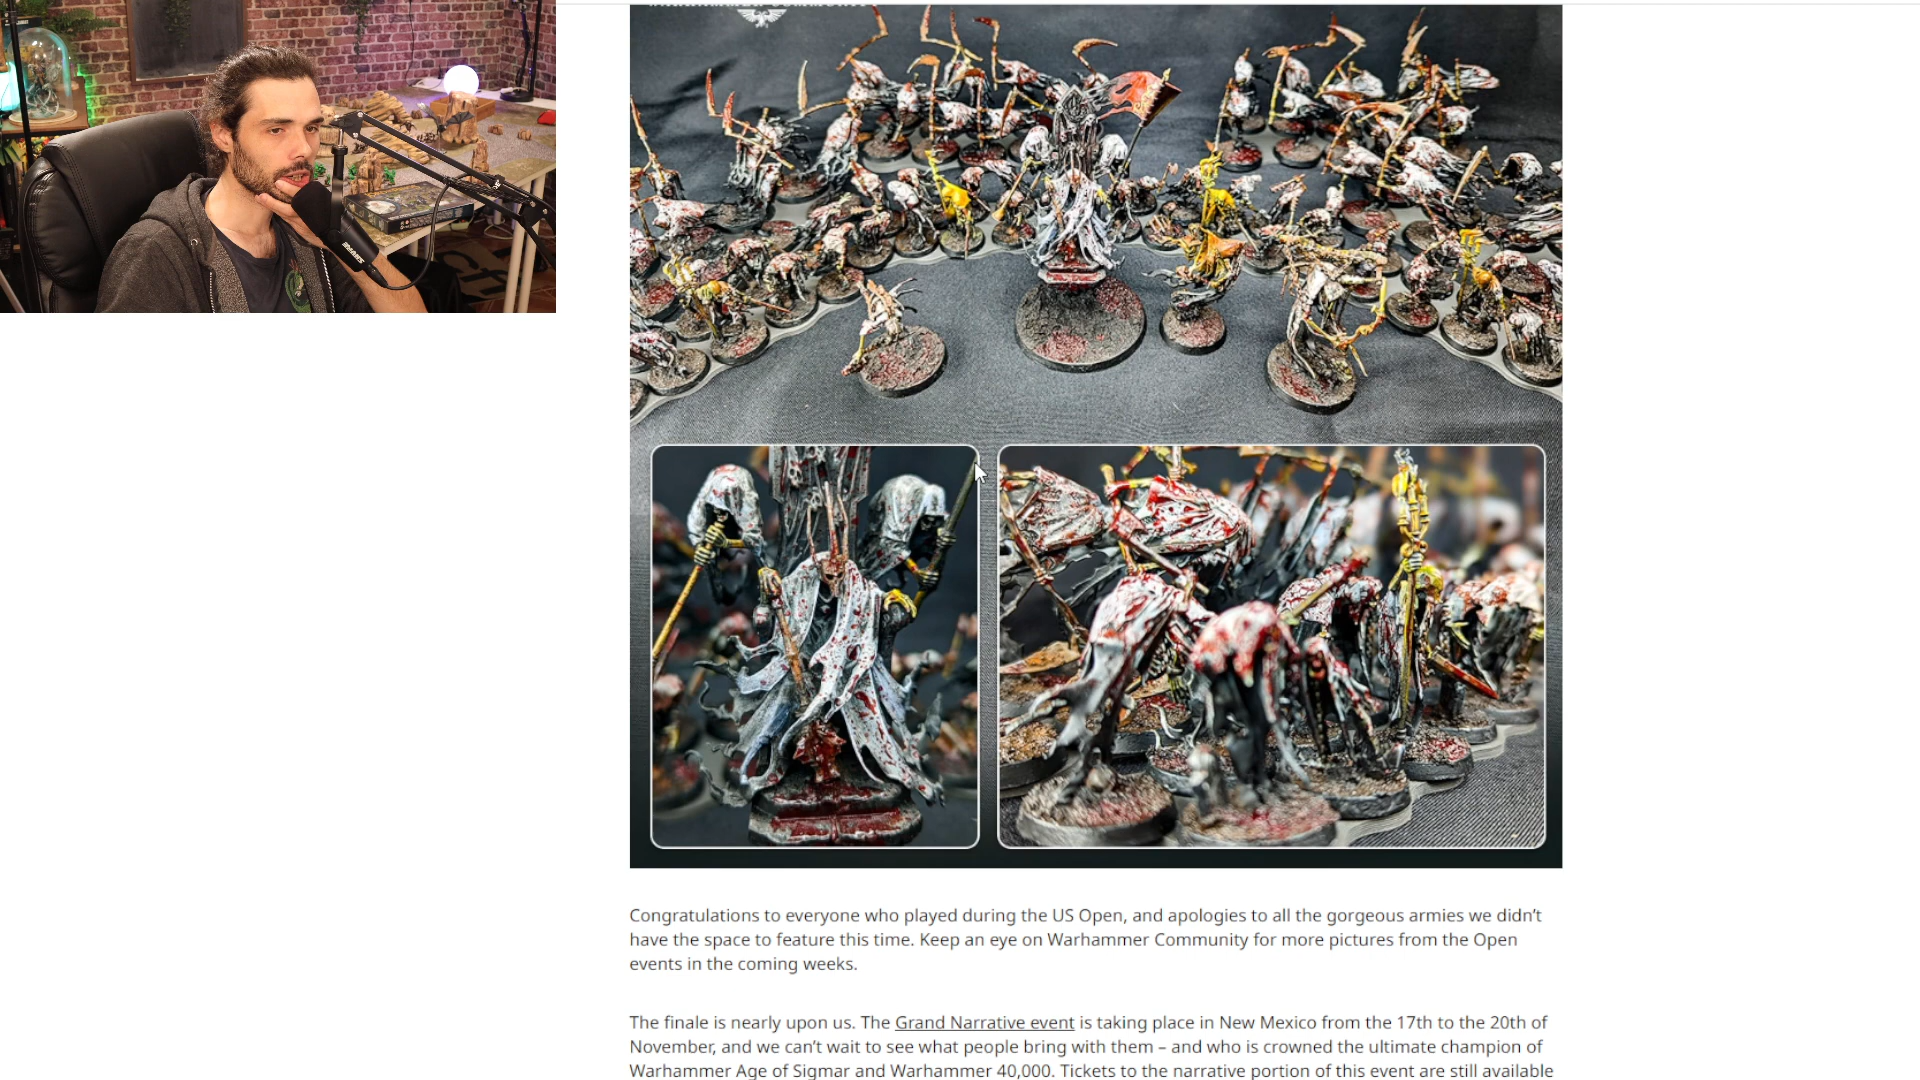 Congratulations to everyone who played during the US Open, and apologies to all the gorgeous armies we didn’t
have the space to feature this time. Keep an eye on Warhammer Community for more pictures from the Open
events in the coming weeks.
The finale is nearly upon us. The Grand Narrative event is taking place in New Mexico from the 17th to the 20th of
November, and we can’t wait to see what people bring with them – and who is crowned the ultimate champion of
Warhammer Age of Sigmar and Warhammer 40,000. Tickets to the narrative portion of this event are still available